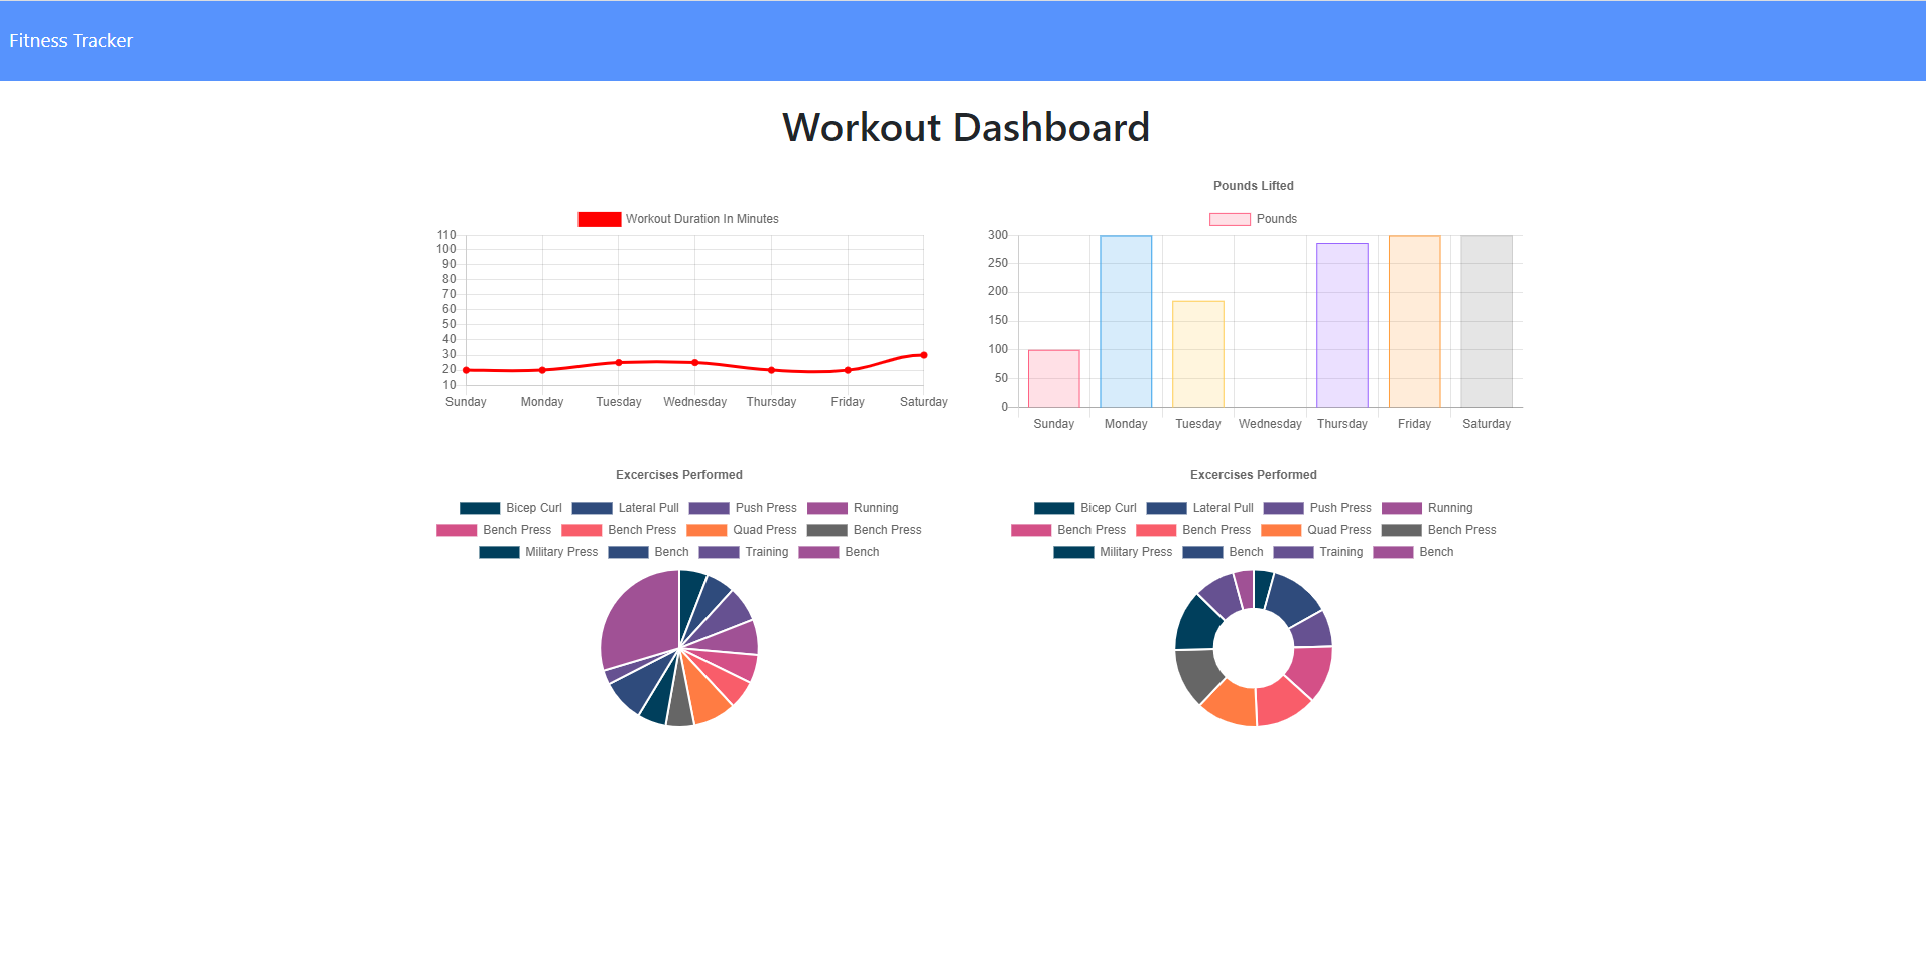 Fitness Tracker
Workout Dashboard
Workout Duration In Minutes
110
100
90
80
70
60
50
40
30
20
10
Sunday Monday Tuesday Wednesday Thursday Friday Saturday
Pounds Lifted
Pounds
300
250
200
150
100
50
0
Sunday Monday Tuesday Wednesday Thursday Friday Saturday
Excercises Performed
Bicep Curl Lateral Pull Push Press Running
Bench Press Bench Press Quad Press Bench Press
Military Press Bench Training Bench
Excercises Performed
Bicep Curl Lateral Pull Push Press Running
Bench Press Bench Press Quad Press Bench Press
Military Press Bench Training Bench